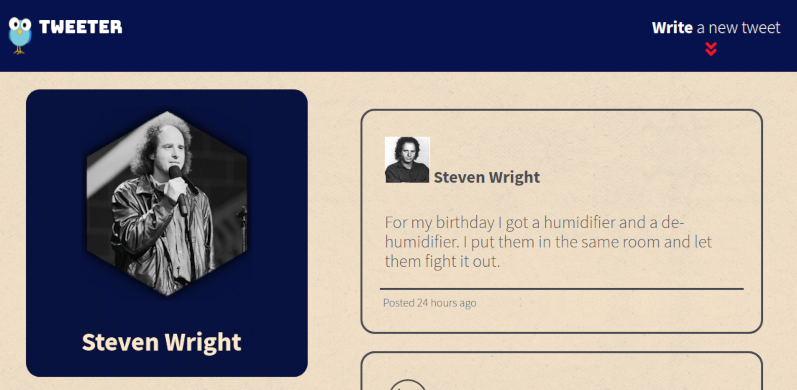 TWEETER
Write a new tweet
Steven Wright
Steven Wright
For my birthday I got a humidifier and a de-
humidifier. I put them in the same room and let
them fight it out.
Posted 24 hours ago